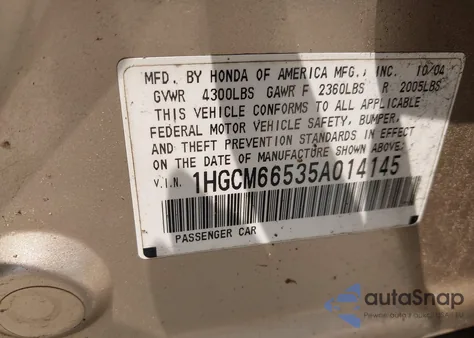 MFD. BY HONDA OF AMERICA MFG., INC. 10/04
GVWR 4300LBS GAWR F 2360LBS R 2005LBS
THIS VEHICLE CONFORMS TO ALL APPLICABLE
FEDERAL MOTOR VEHICLE SAFETY, BUMPER,
AND THEFT PREVENTION STANDARDS IN EFFECT
ON THE DATE OF MANUFACTURE SHOWN ABOVE.
V.I.N. 1HGCM66535A014145
PASSENGER CAR
autoSnap